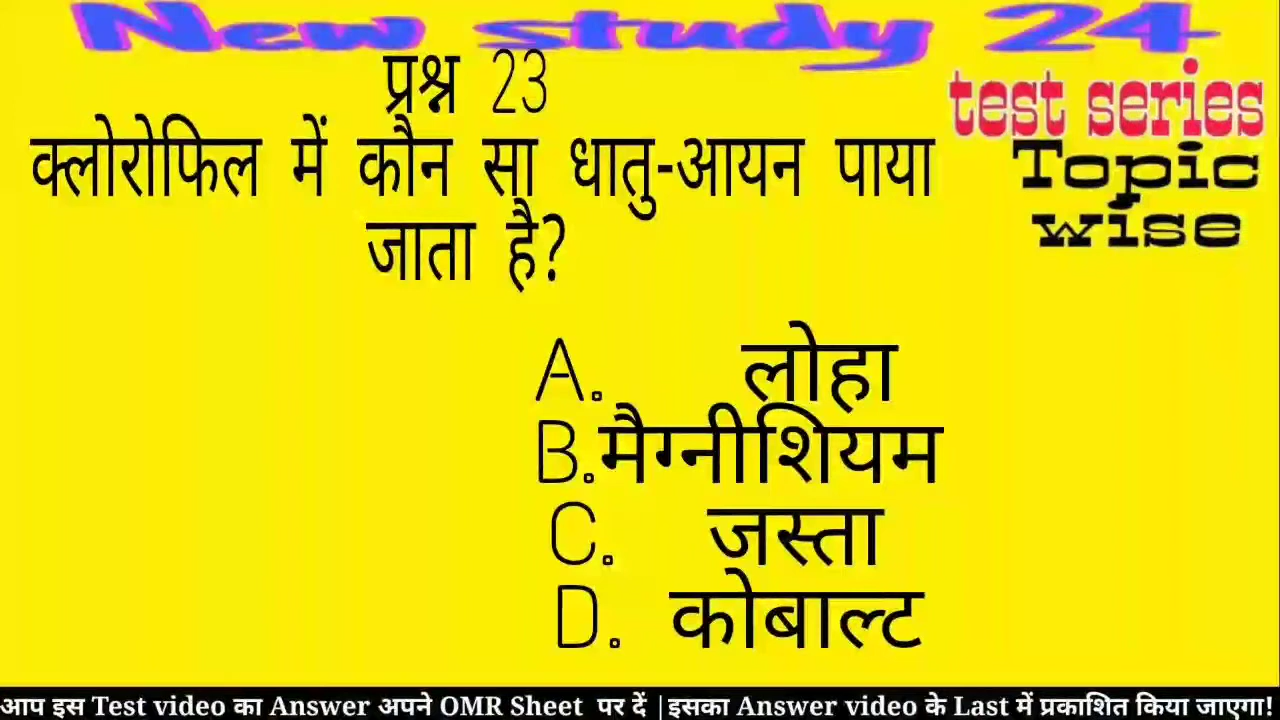 New study 24
test series
Topic
wise
प्रश्न 23
क्लोरोफिल में कौन सा धातु-आयन पाया
जाता है?
A. लोहा
B.मैग्नीशियम
C. जस्ता
D. कोबाल्ट
आप इस Test video का Answer अपने OMR Sheet पर दें |इसका Answer video के Last में प्रकाशित किया जाएगा!